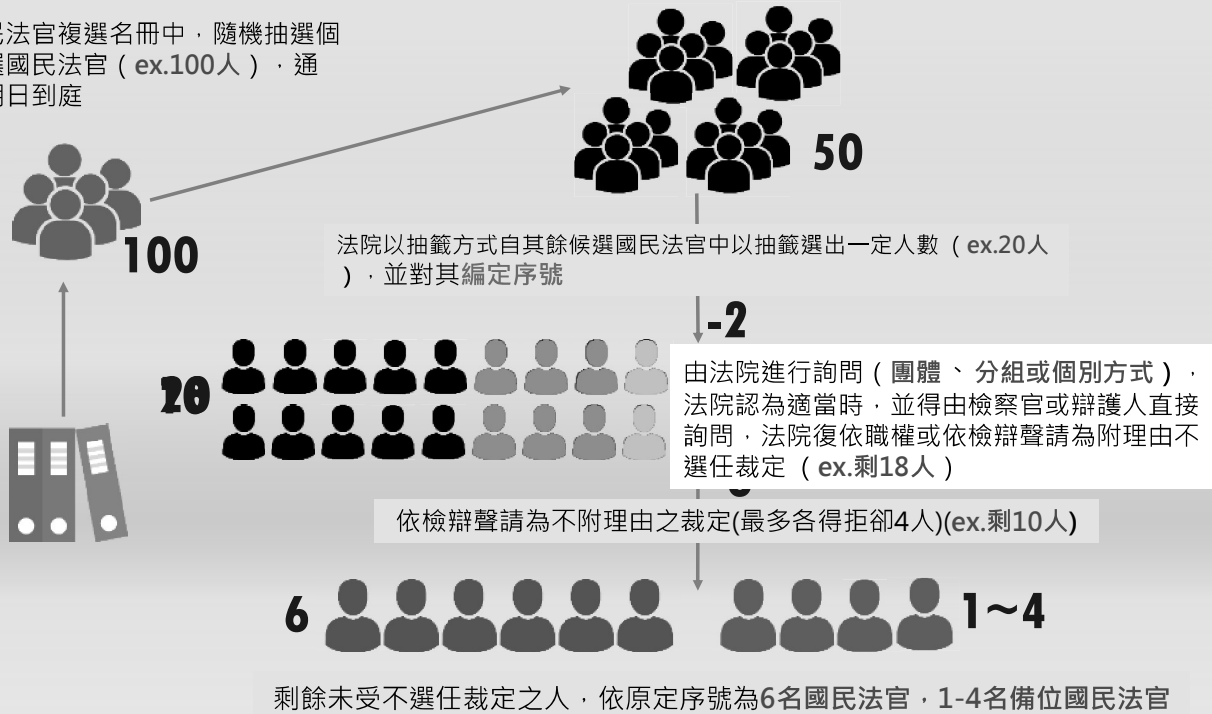 民法官複選名冊中，隨機抽選個
選國民法官（ex.100人），通
期日到庭
50
100
法院以抽籤方式自其餘候選國民法官中以抽籤選出一定人數（ex.20人
），並對其編定序號
-2
20
由法院進行詢問（團體、分組或個別方式），
法院認為適當時，並得由檢察官或辯護人直接
詢問，法院復依職權或依檢辯聲請為附理由不
選任裁定（ex.剩18人）
依檢辯聲請為不附理由之裁定(最多各得拒卻4人)(ex.剩10人)
6
1~4
剩餘未受不選任裁定之人，依原定序號為6名國民法官，1-4名備位國民法官